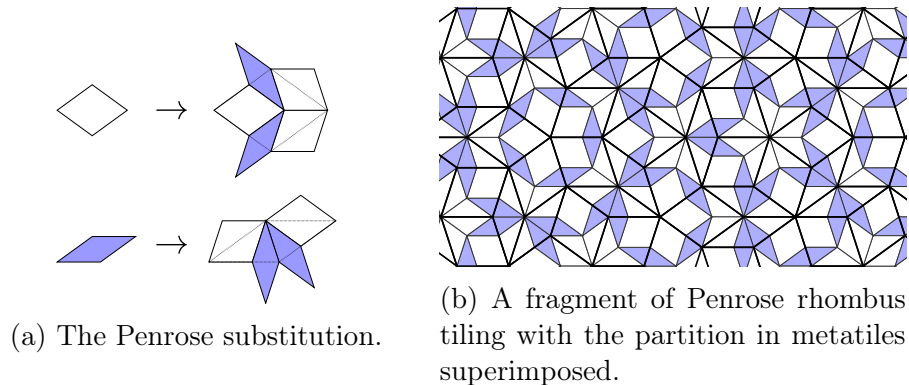 (a) The Penrose substitution.
(b) A fragment of Penrose rhombus
tiling with the partition in metatiles
superimposed.